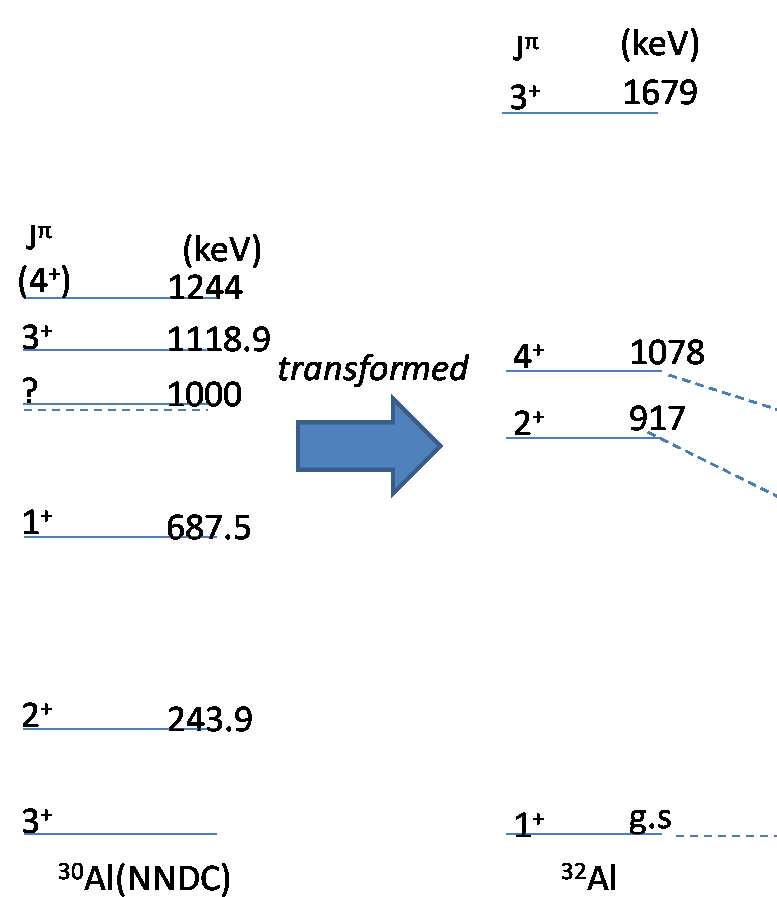 Jπ (keV)
3⁺ 1679
Jπ (keV)
(4⁺) 1244
3⁺ 1118.9
? 1000
1⁺ 687.5
2⁺ 243.9
3⁺
³⁰Al(NNDC)
transformed
4⁺ 1078
2⁺ 917
1⁺ g.s
³²Al